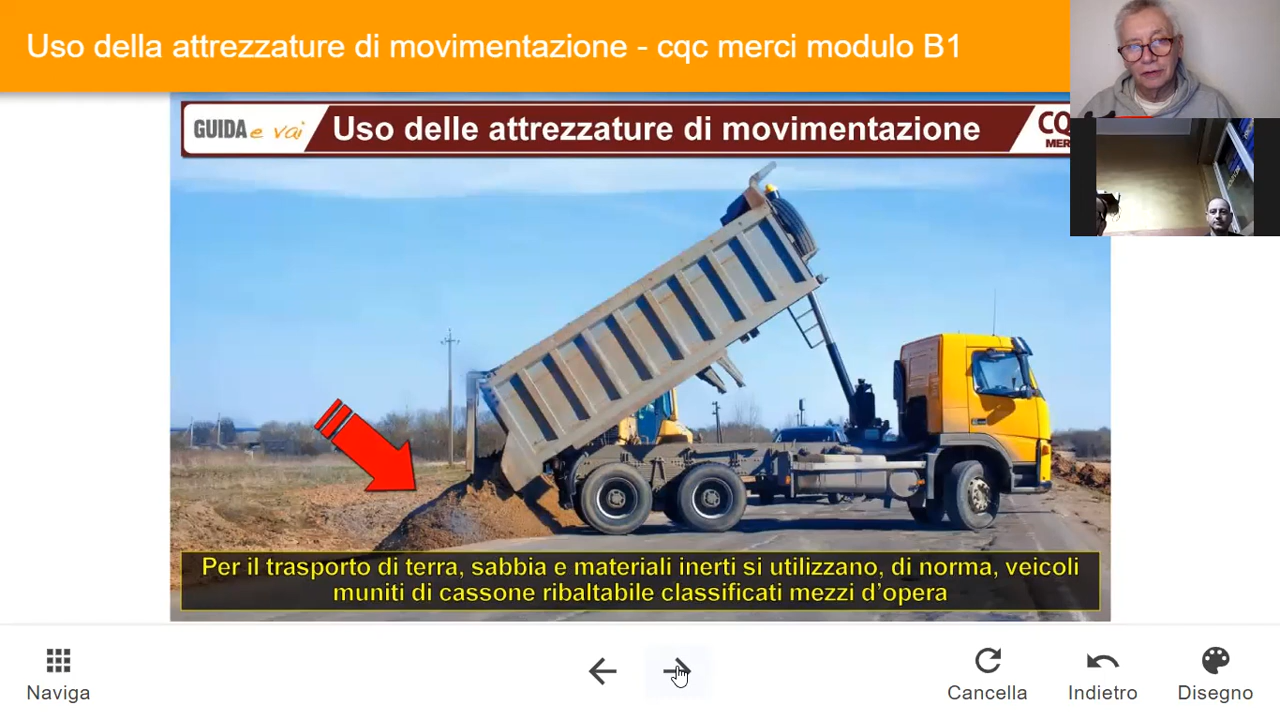 Uso della attrezzature di movimentazione - cqc merci modulo B1
GUIDA e vai
Uso delle attrezzature di movimentazione
CQ
MER
Per il trasporto di terra, sabbia e materiali inerti si utilizzano, di norma, veicoli
muniti di cassone ribaltabile classificati mezzi d'opera
Naviga
Cancella
Indietro
Disegno